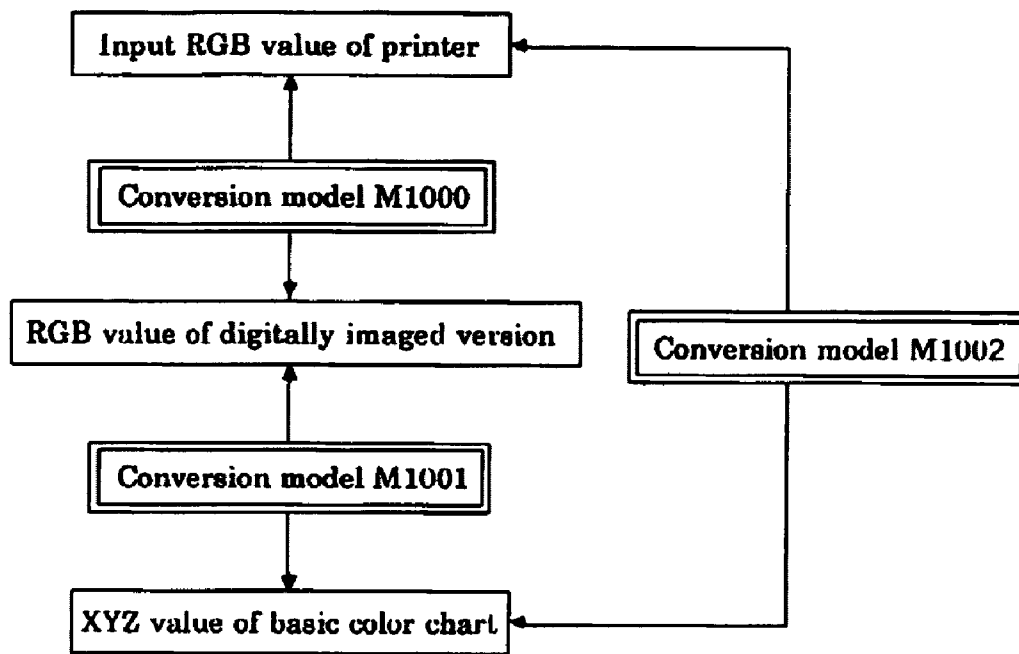 Input RGB value of printer
Conversion model M1000
RGB value of digitally imaged version
Conversion model M1002
Conversion model M1001
XYZ value of basic color chart